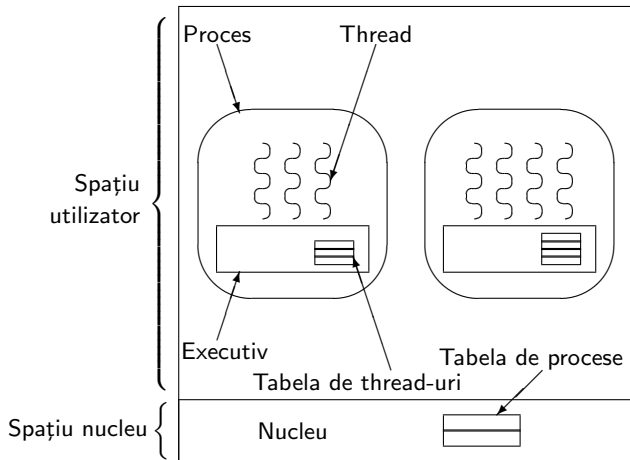 Proces
Thread
Spațiu
utilizator
Executiv
Tabela de thread-uri
Tabela de procese
Spațiu nucleu
Nucleu